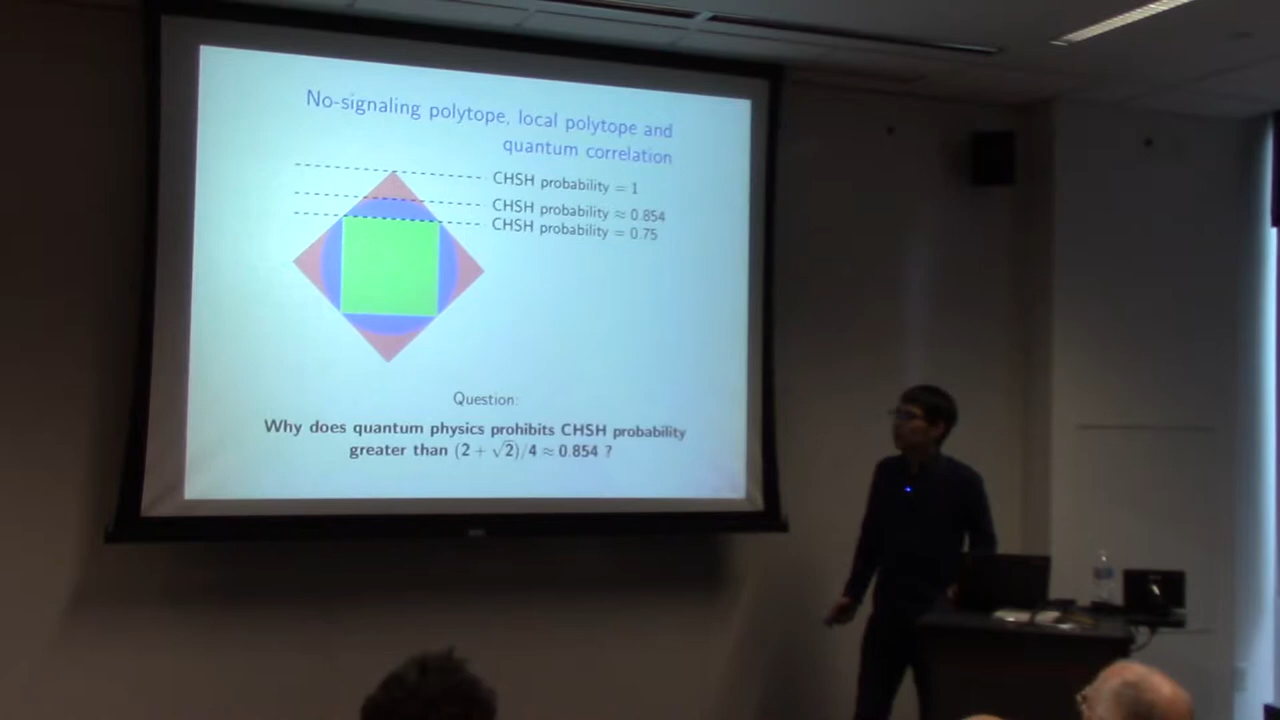 No-signaling polytope, local polytope and
quantum correlation
CHSH probability = 1
CHSH probability ≈ 0.854
CHSH probability = 0.75
Question:
Why does quantum physics prohibits CHSH probability
greater than (2 + √2)/4 ≈ 0.854 ?